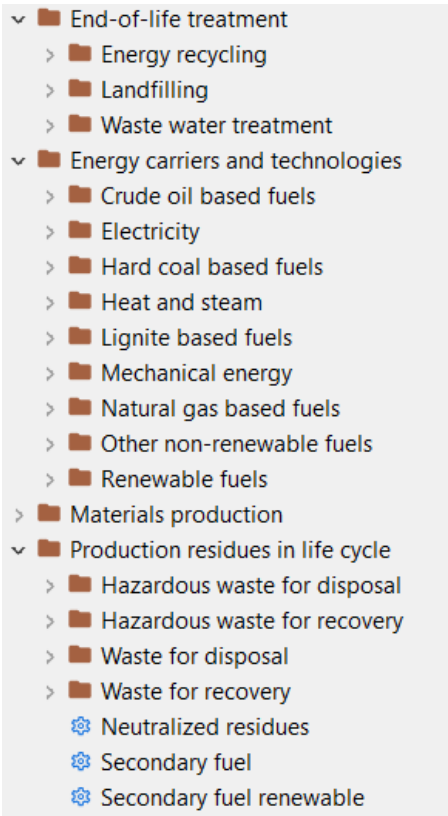 End-of-life treatment
Energy recycling
Landfilling
Waste water treatment
Energy carriers and technologies
Crude oil based fuels
Electricity
Hard coal based fuels
Heat and steam
Lignite based fuels
Mechanical energy
Natural gas based fuels
Other non-renewable fuels
Renewable fuels
Materials production
Production residues in life cycle
Hazardous waste for disposal
Hazardous waste for recovery
Waste for disposal
Waste for recovery
Neutralized residues
Secondary fuel
Secondary fuel renewable